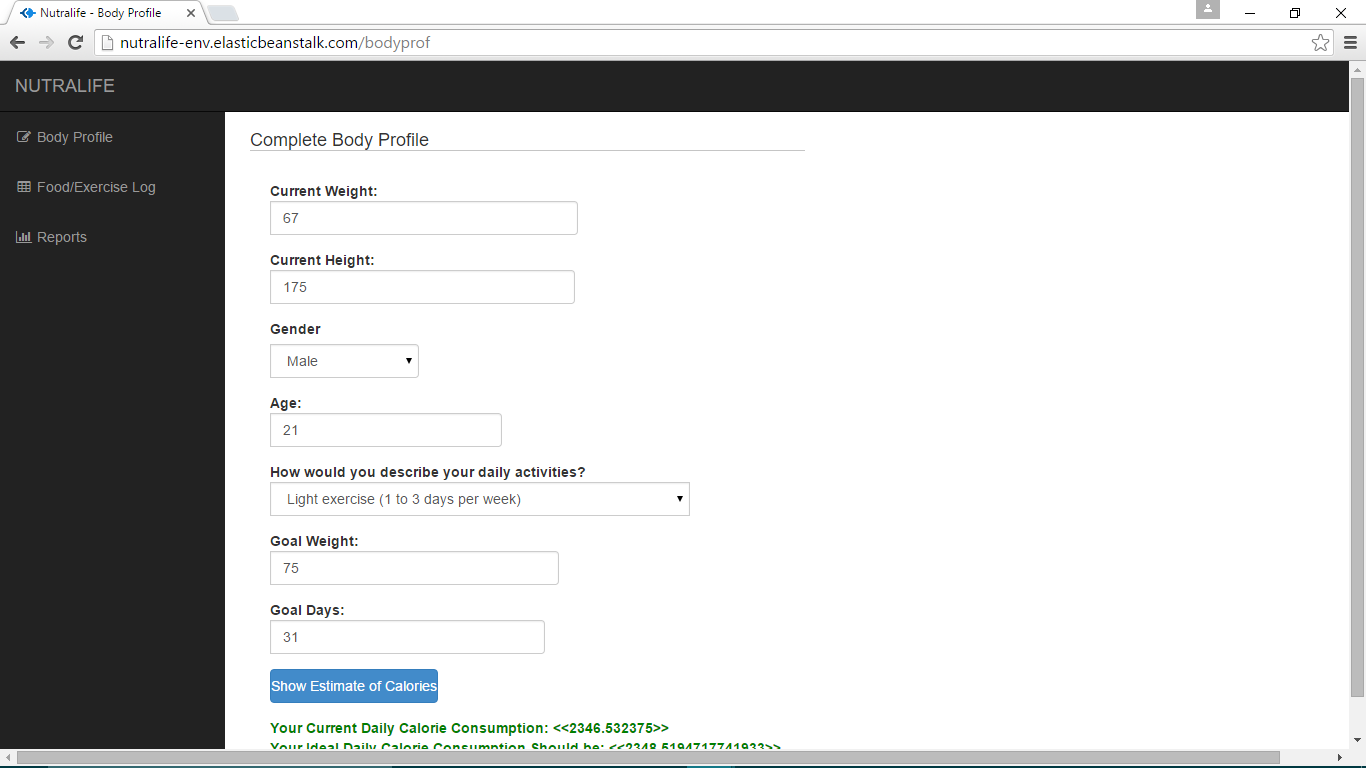 Nutralife - Body Profile
nutralife-env.elasticbeanstalk.com/bodyprof
NUTRALIFE
Body Profile
Food/Exercise Log
Reports
Complete Body Profile
Current Weight:
67
Current Height:
175
Gender
Male
Age:
21
How would you describe your daily activities?
Light exercise (1 to 3 days per week)
Goal Weight:
75
Goal Days:
31
Show Estimate of Calories
Your Current Daily Calorie Consumption: <<2346.532375>>
Your Ideal Daily Calorie Consumption Should be: <<2348.5194717741933>>